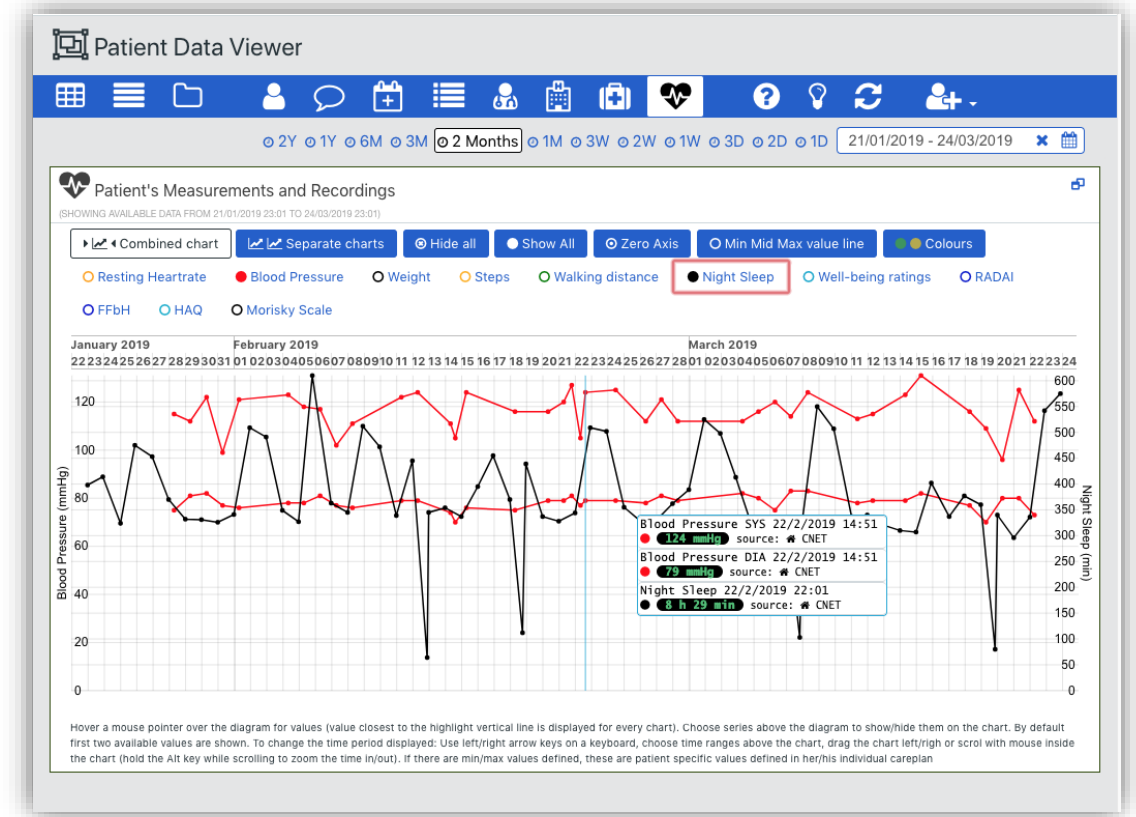 Patient Data Viewer
2Y 1Y 6M 3M 2 Months 1M 3W 2W 1W 3D 2D 1D 21/01/2019 - 24/03/2019
Patient's Measurements and Recordings
(SHOWING AVAILABLE DATA FROM 21/01/2019 23:01 TO 24/03/2019 23:01)
Combined chart Separate charts Hide all Show All Zero Axis Min Mid Max value line Colours
Resting Heartrate Blood Pressure Weight Steps Walking distance Night Sleep Well-being ratings RADAI
FFbH HAQ Morisky Scale
January 2019 February 2019 March 2019
22 23 24 25 26 27 28 29 30 31 01 02 03 04 05 06 07 08 09 10 11 12 13 14 15 16 17 18 19 20 21 22 23 24 25 26 27 28 01 02 03 04 05 06 07 08 09 10 11 12 13 14 15 16 17 18 19 20 21 22 23 24
Blood Pressure (mmHg)
120
100
80
60
40
20
0
600
550
500
450
400
350
300
250
200
150
100
50
0
Night Sleep (min)
Blood Pressure SYS 22/2/2019 14:51
124 mmHg source: CNET
Blood Pressure DIA 22/2/2019 14:51
79 mmHg source: CNET
Night Sleep 22/2/2019 22:01
8 h 29 min source: CNET
Hover a mouse pointer over the diagram for values (value closest to the highlight vertical line is displayed for every chart). Choose series above the diagram to show/hide them on the chart. By default
first two available values are shown. To change the time period displayed: Use left/right arrow keys on a keyboard, choose time ranges above the chart, drag the chart left/righ or scrol with mouse inside
the chart (hold the Alt key while scrolling to zoom the time in/out). If there are min/max values defined, these are patient specific values defined in her/his individual careplan